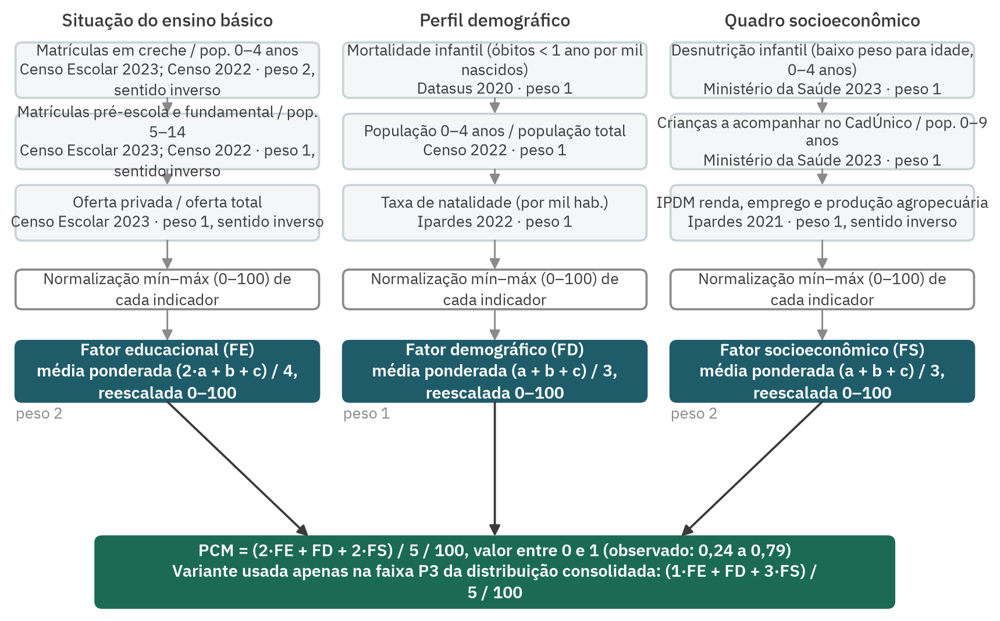 Situação do ensino básico
Matrículas em creche / pop. 0–4 anos
Censo Escolar 2023; Censo 2022 · peso 2,
sentido inverso
Matrículas pré-escola e fundamental / pop.
5–14
Censo Escolar 2023; Censo 2022 · peso 1,
sentido inverso
Oferta privada / oferta total
Censo Escolar 2023 · peso 1, sentido inverso
Normalização mín–máx (0–100) de
cada indicador
Fator educacional (FE)
média ponderada (2·a + b + c) / 4,
reescalada 0–100
peso 2
Perfil demográfico
Mortalidade infantil (óbitos < 1 ano por mil
nascidos)
Datasus 2020 · peso 1
População 0–4 anos / população total
Censo 2022 · peso 1
Taxa de natalidade (por mil hab.)
Ipardes 2022 · peso 1
Normalização mín–máx (0–100) de
cada indicador
Fator demográfico (FD)
média ponderada (a + b + c) / 3,
reescalada 0–100
peso 1
Quadro socioeconômico
Desnutrição infantil (baixo peso para idade,
0–4 anos)
Ministério da Saúde 2023 · peso 1
Crianças a acompanhar no CadÚnico / pop. 0–9
anos
Ministério da Saúde 2023 · peso 1
IPDM renda, emprego e produção agropecuária
Ipardes 2021 · peso 1, sentido inverso
Normalização mín–máx (0–100) de
cada indicador
Fator socioeconômico (FS)
média ponderada (a + b + c) / 3,
reescalada 0–100
peso 2
PCM = (2·FE + FD + 2·FS) / 5 / 100, valor entre 0 e 1 (observado: 0,24 a 0,79)
Variante usada apenas na faixa P3 da distribuição consolidada: (1·FE + FD + 3·FS) /
5 / 100